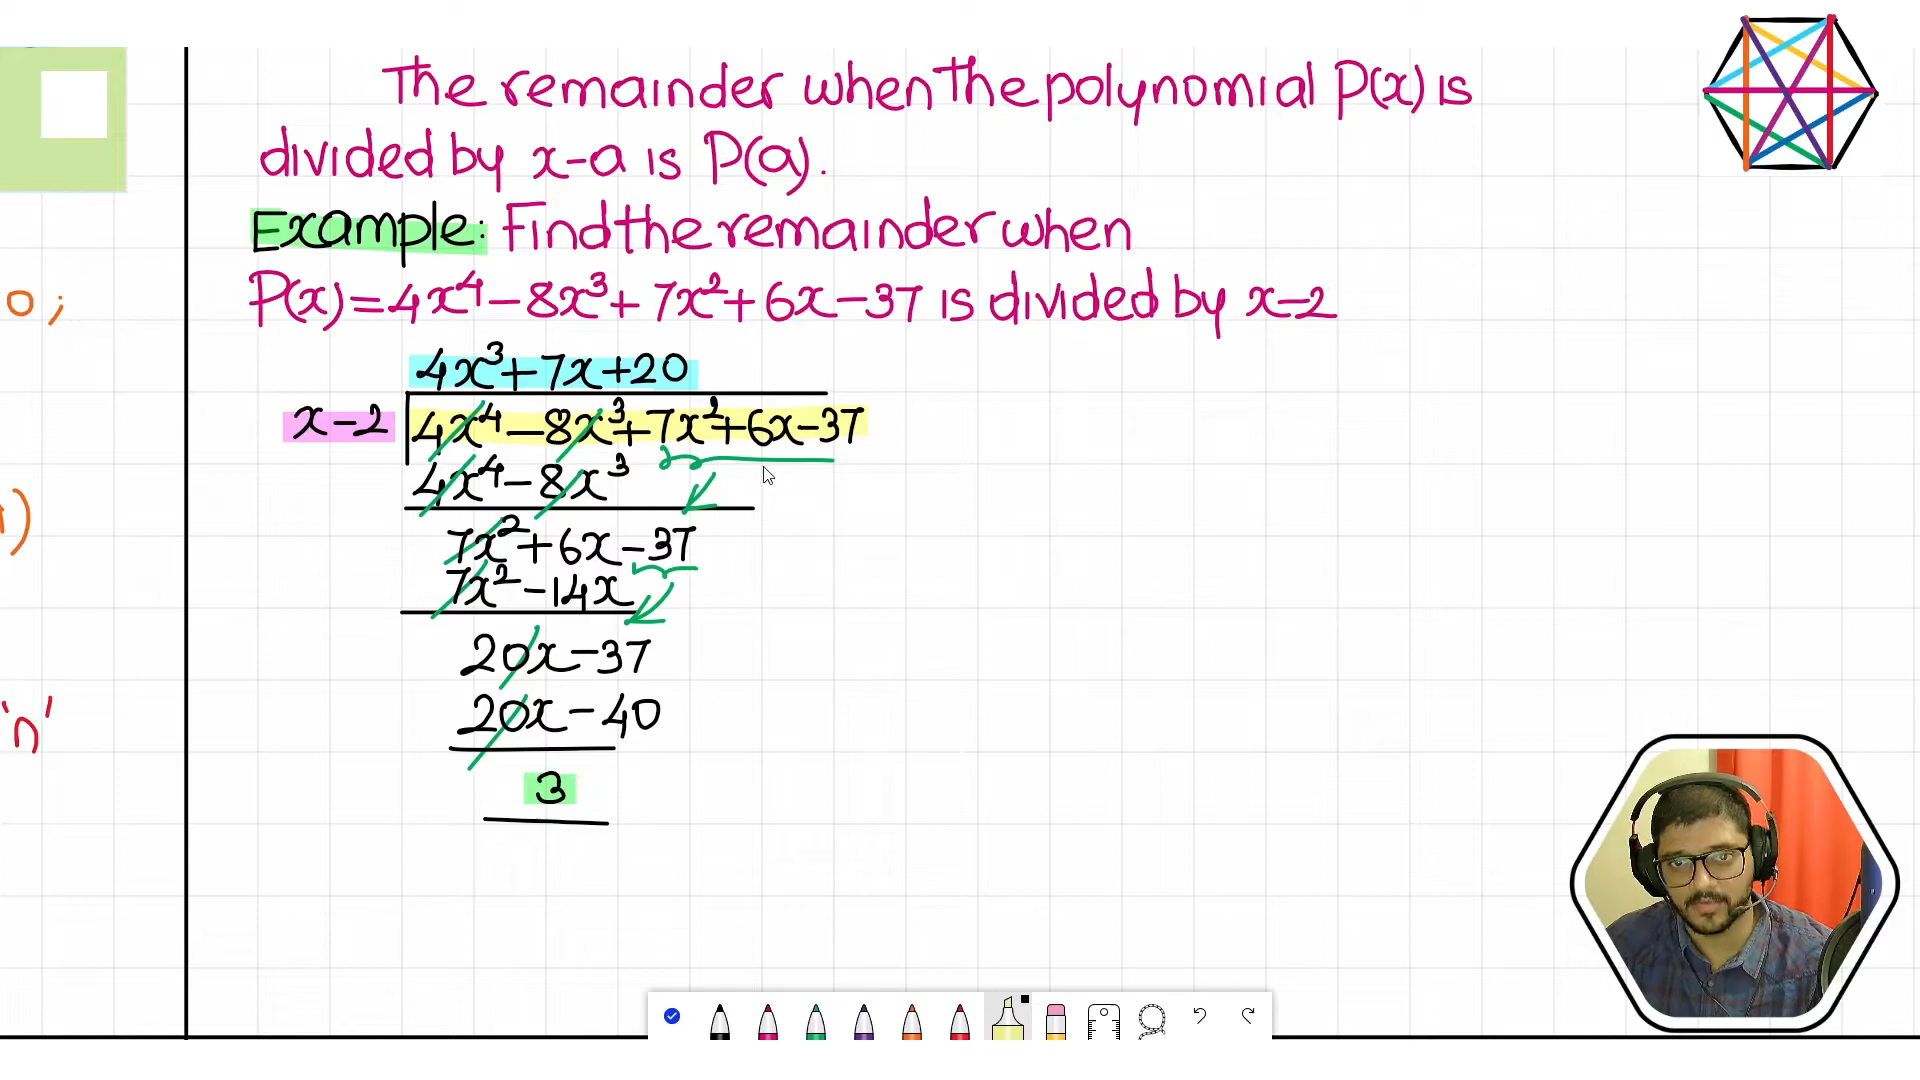 The remainder when the polynomial P(x) is
divided by x-a is P(a).
Example: Find the remainder when
P(x)=4x⁴-8x³+7x²+6x-37 is divided by x-2
0;
4x³+7x+20
x-2 4x⁴-8x³+7x²+6x-37
4x⁴-8x³
7x²+6x-37
7x²-14x
20x-37
'n'
20x-40
3